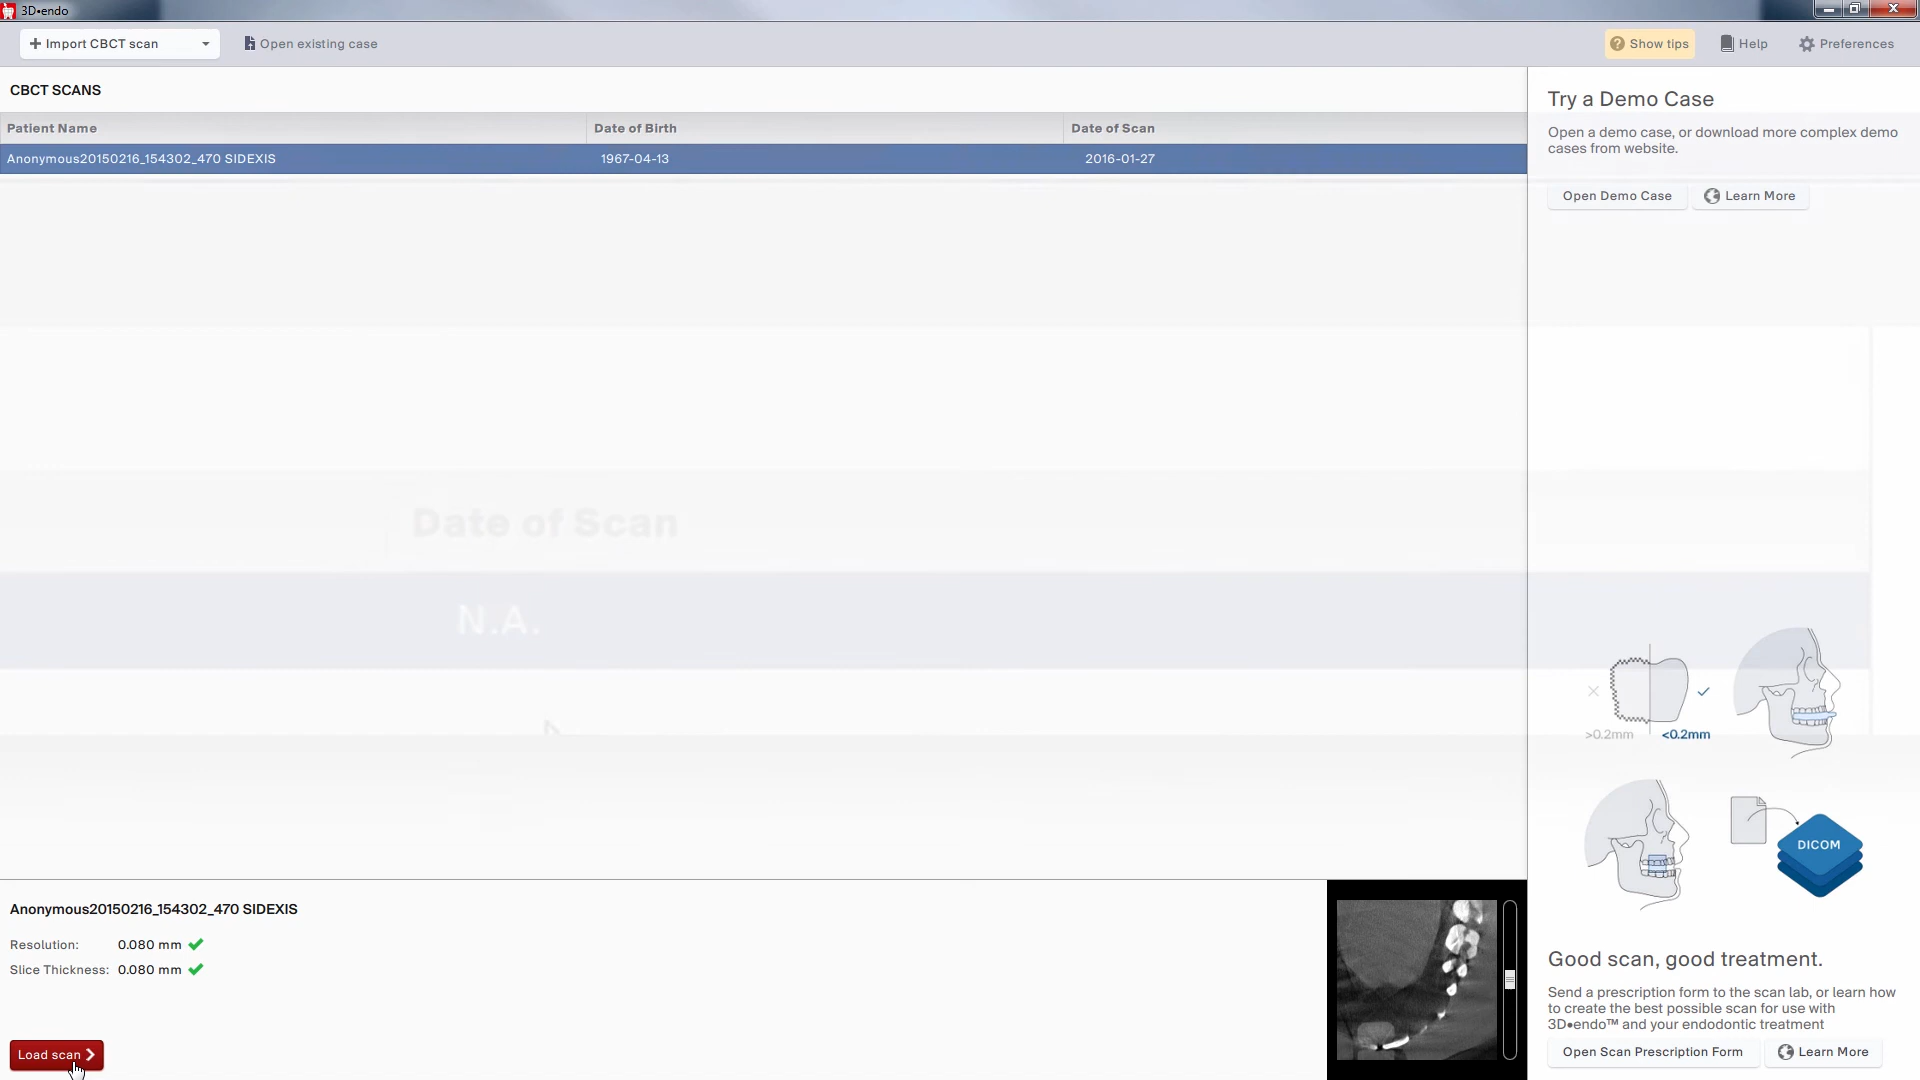 3D•endo
Import CBCT scan
Open existing case
Show tips
Help
Preferences
CBCT SCANS
Patient Name
Date of Birth
Date of Scan
Anonymous20150216_154302_470 SIDEXIS
1967-04-13
2016-01-27
Try a Demo Case
Open a demo case, or download more complex demo
cases from website.
Open Demo Case
Learn More
Date of Scan
N.A.
>0.2mm
<0.2mm
DICOM
Anonymous20150216_154302_470 SIDEXIS
Resolution: 0.080 mm
Slice Thickness: 0.080 mm
Load scan
Good scan, good treatment.
Send a prescription form to the scan lab, or learn how
to create the best possible scan for use with
3D•endo™ and your endodontic treatment
Open Scan Prescription Form
Learn More